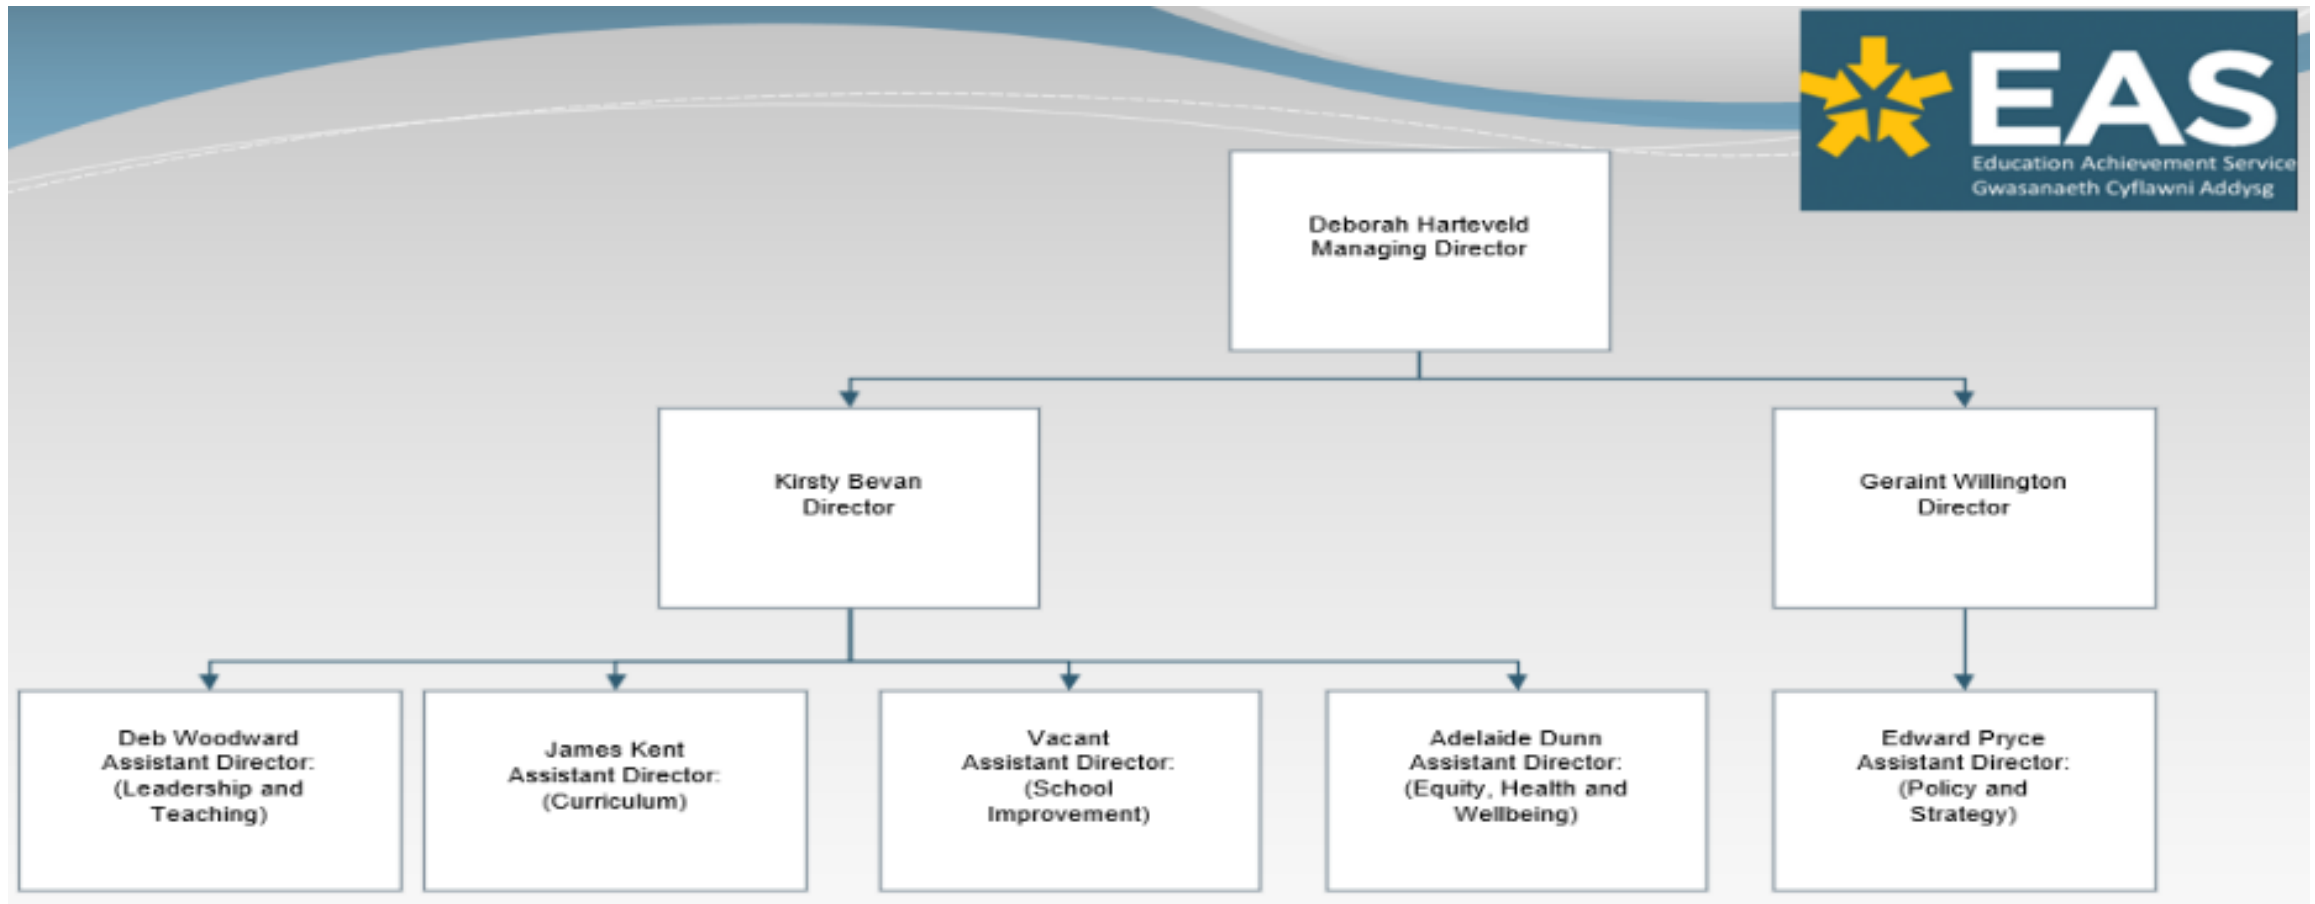 EAS
Education Achievement Service
Gwasanaeth Cyflawni Addysg
Deborah Harteveld
Managing Director
Kirsty Bevan
Director
Geraint Willington
Director
Deb Woodward
Assistant Director:
(Leadership and
Teaching)
James Kent
Assistant Director:
(Curriculum)
Vacant
Assistant Director:
(School
Improvement)
Adelaide Dunn
Assistant Director:
(Equity, Health and
Wellbeing)
Edward Pryce
Assistant Director:
(Policy and
Strategy)